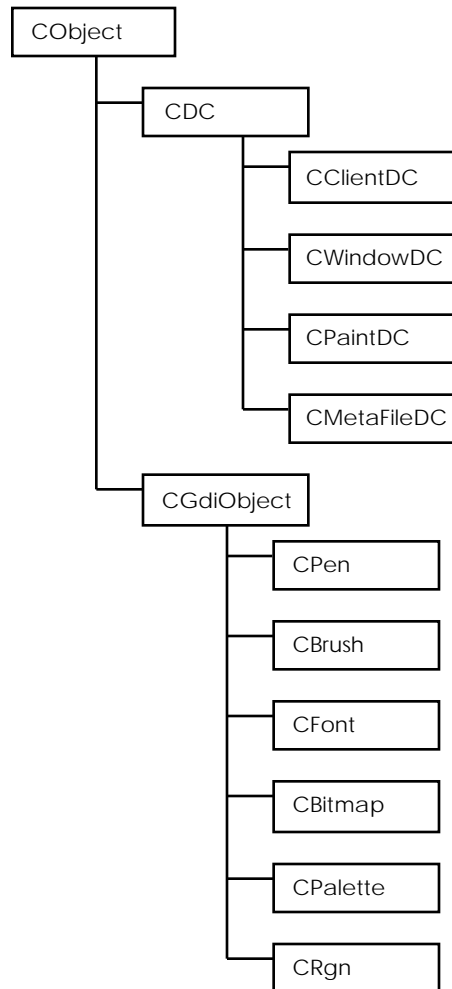 CObject
CDC
CClientDC
CWindowDC
CPaintDC
CMetaFileDC
CGdiObject
CPen
CBrush
CFont
CBitmap
CPalette
CRgn